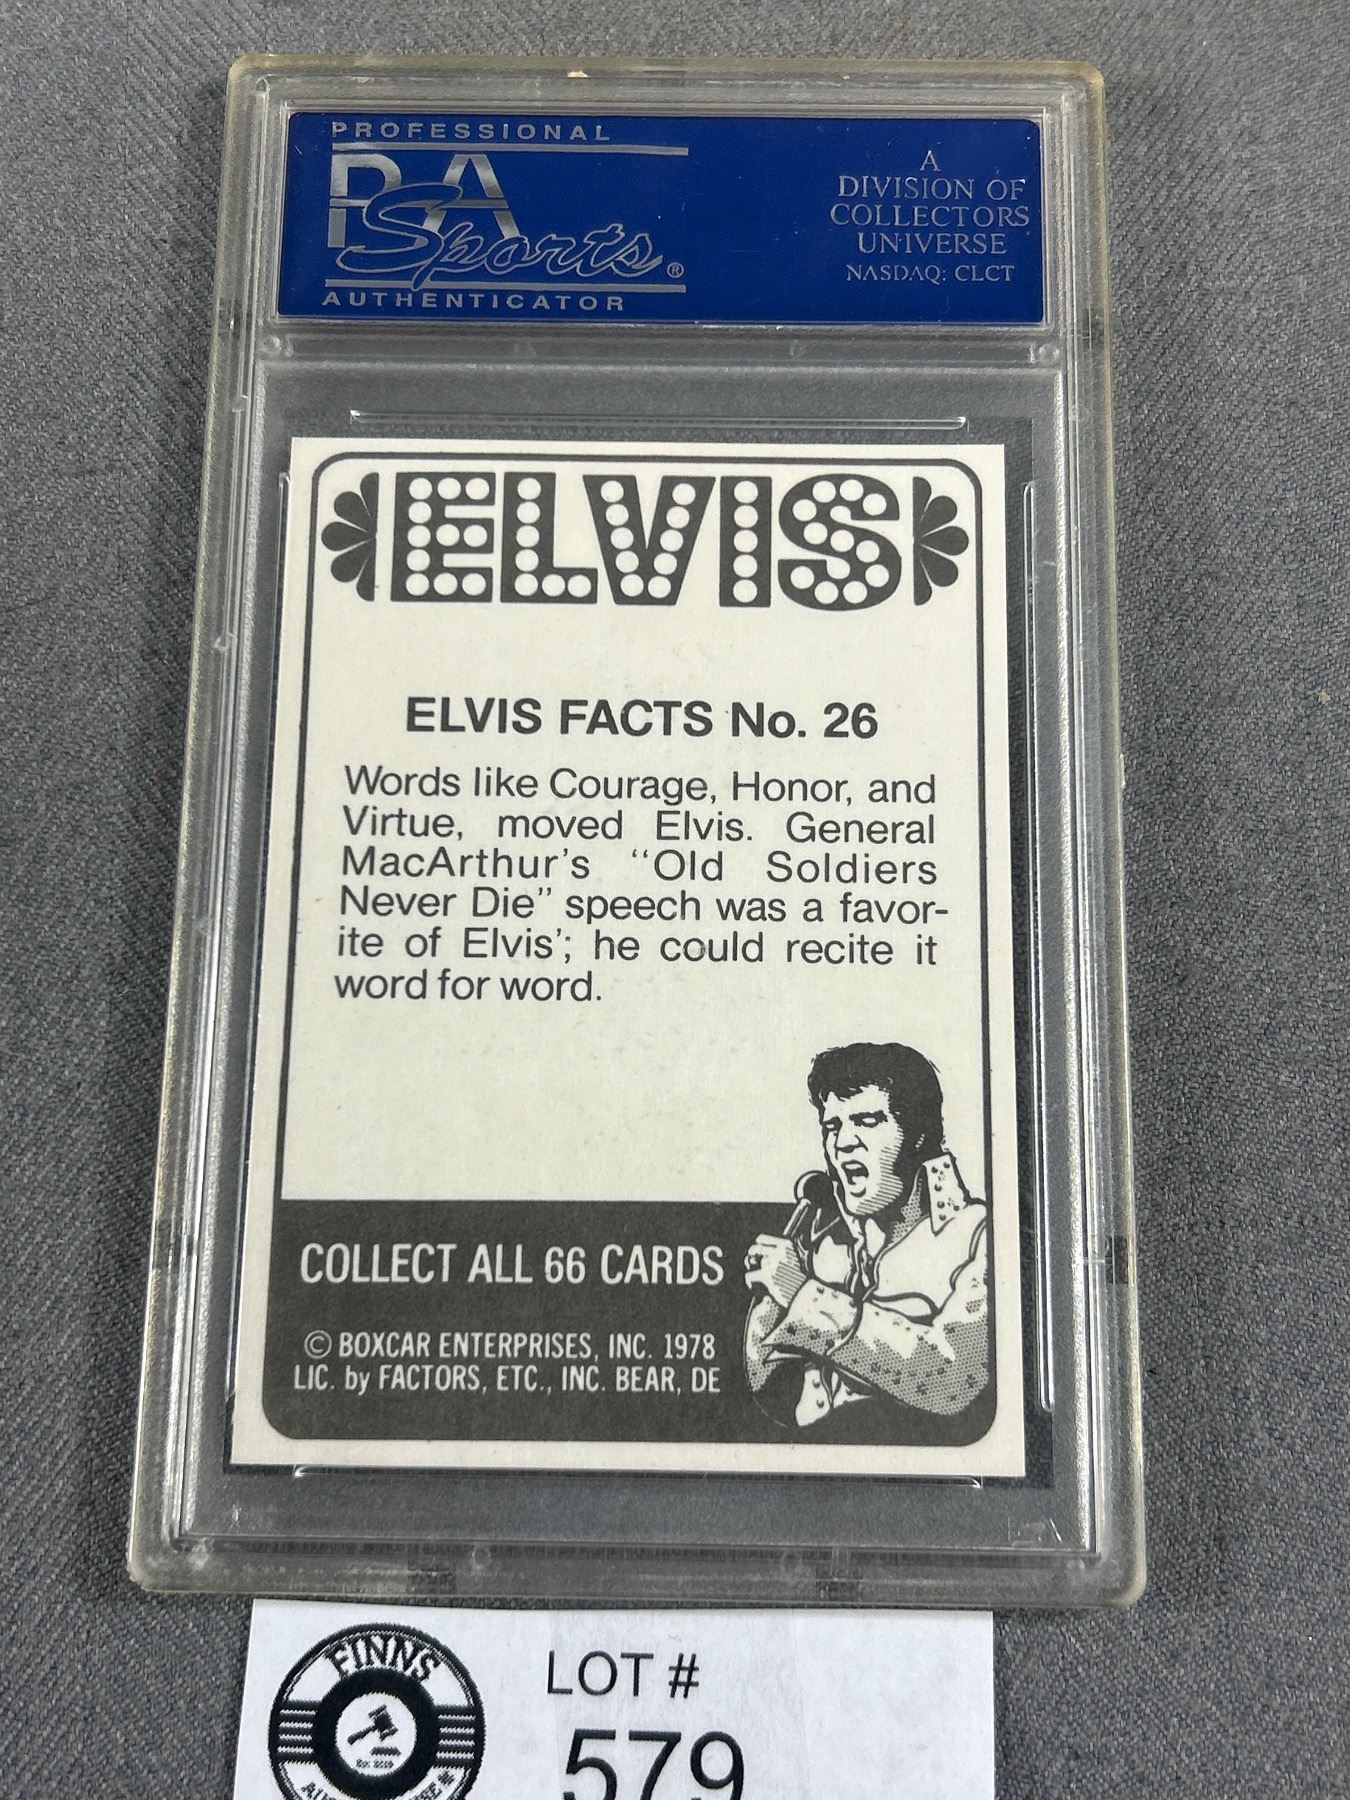 PROFESSIONAL
PSA
Sports®
AUTHENTICATOR
A
DIVISION OF
COLLECTORS
UNIVERSE
NASDAQ: CLCT
ELVIS
ELVIS FACTS No. 26
Words like Courage, Honor, and
Virtue, moved Elvis. General
MacArthur's "Old Soldiers
Never Die" speech was a favor-
ite of Elvis'; he could recite it
word for word.
COLLECT ALL 66 CARDS
© BOXCAR ENTERPRISES, INC. 1978
LIC. by FACTORS, ETC., INC. BEAR, DE
FINNS
LOT #
579